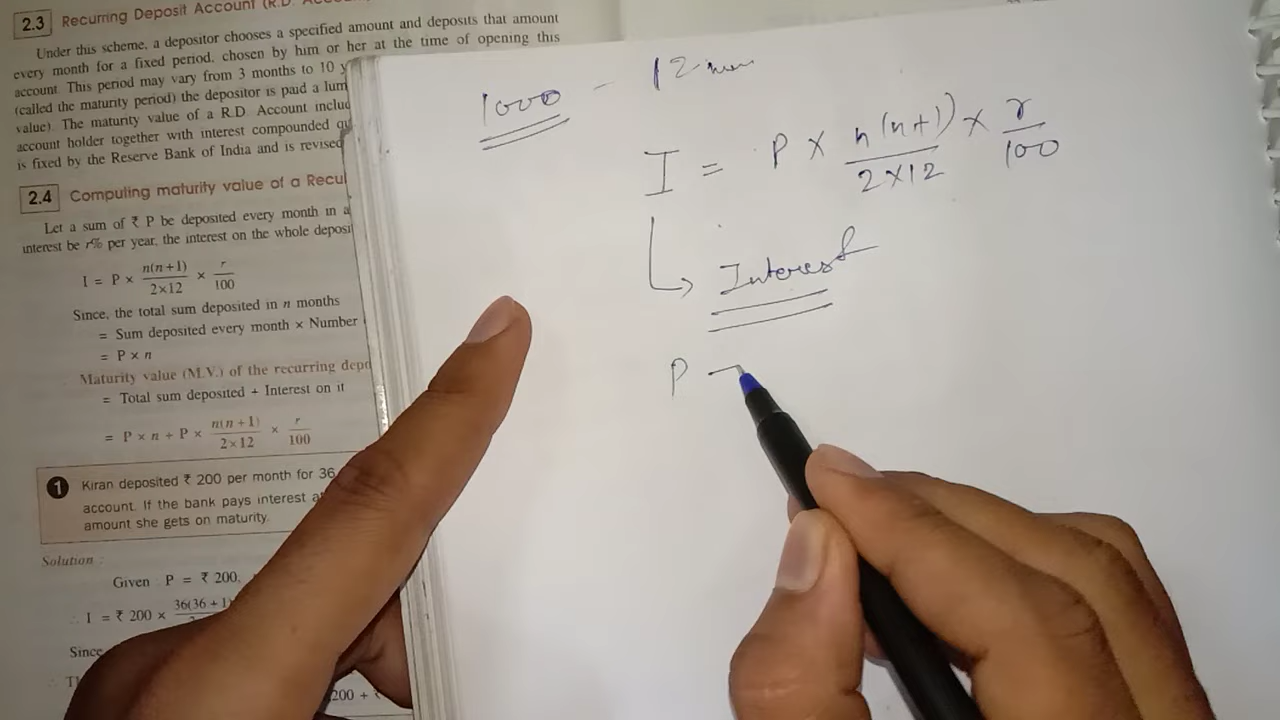 2.3 Recurring Deposit Account (R.D.
Under this scheme, a depositor chooses a specified amount and deposits that amount
every month for a fixed period, chosen by him or her at the time of opening this
account. This period may vary from 3 months to 10 y
(called the maturity period) the depositor is paid a lum
value). The maturity value of a R.D. Account includ
account holder together with interest compounded qu
is fixed by the Reserve Bank of India and is revised
2.4 Computing maturity value of a Recu
Let a sum of ₹ P be deposited every month in a
interest be r% per year, the interest on the whole deposi
I = P × n(n+1)/2×12 × r/100
Since, the total sum deposited in n months
= Sum deposited every month × Number
= P × n
Maturity value (M.V.) of the recurring depo
= Total sum deposited + Interest on it
= P × n + P × n(n+1)/2×12 × r/100
1 Kiran deposited ₹ 200 per month for 36
account. If the bank pays interest a
amount she gets on maturity.
Solution :
Given P = ₹ 200,
∴ I = ₹ 200 × 36(36+1)
Since
∴ T
200 + ₹
1000 - 12
I = P × n(n+1)/2×12 × r/100
Interest
P